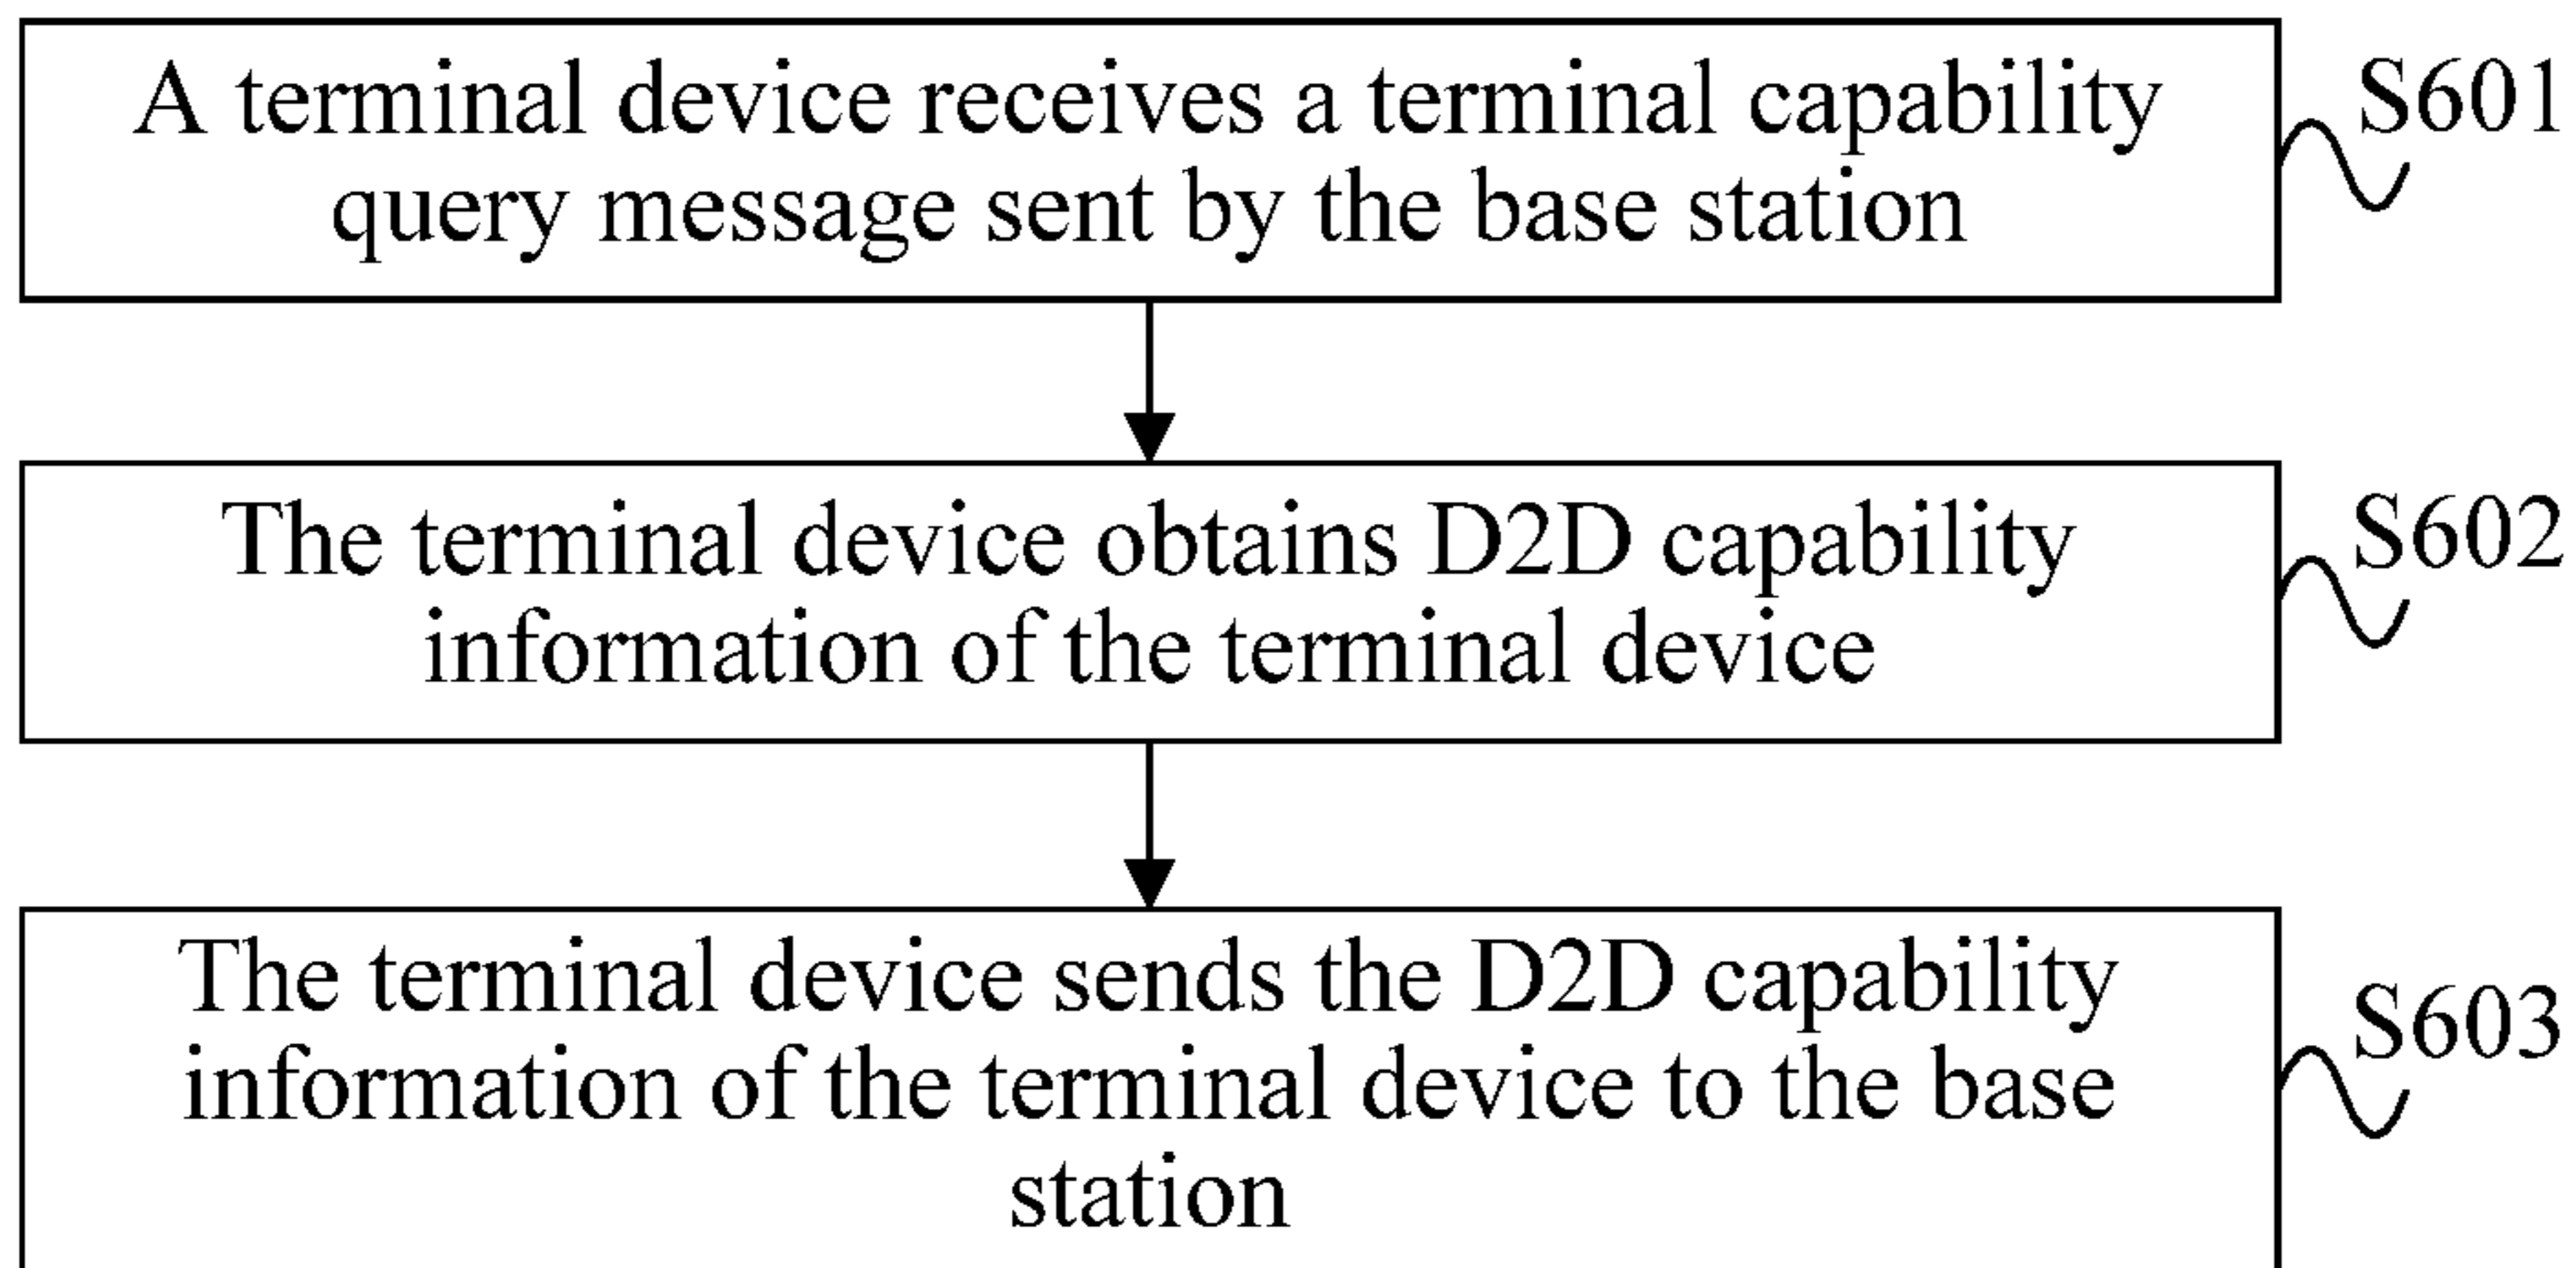 A terminal device receives a terminal capability
query message sent by the base station
S601
The terminal device obtains D2D capability
information of the terminal device
S602
The terminal device sends the D2D capability
information of the terminal device to the base
station
S603